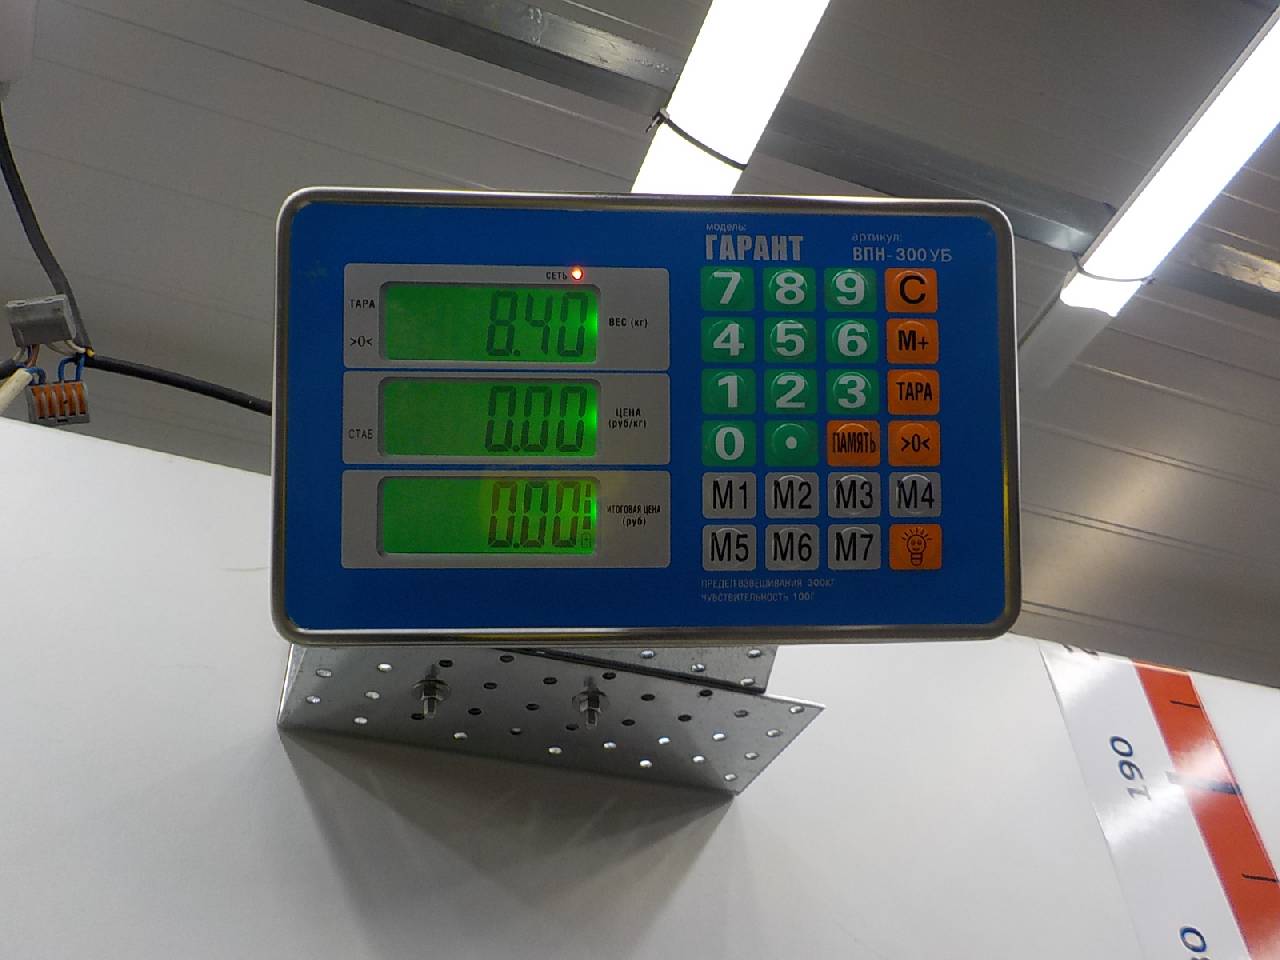 модель:
ГАРАНТ
артикул:
ВПН-300УБ
СЕТЬ
ТАРА
>0<
8.40
ВЕС (кг)
СТАБ
0.00
ЦЕНА
(руб/кг)
0.00
ИТОГОВАЯ ЦЕНА
(руб)
7 8 9 C
4 5 6 M+
1 2 3 ТАРА
0 . ПАМЯТЬ >0<
M1 M2 M3 M4
M5 M6 M7
ПРЕДЕЛ ВЗВЕШИВАНИЯ 300КГ
ЧУВСТВИТЕЛЬНОСТЬ 100Г
190